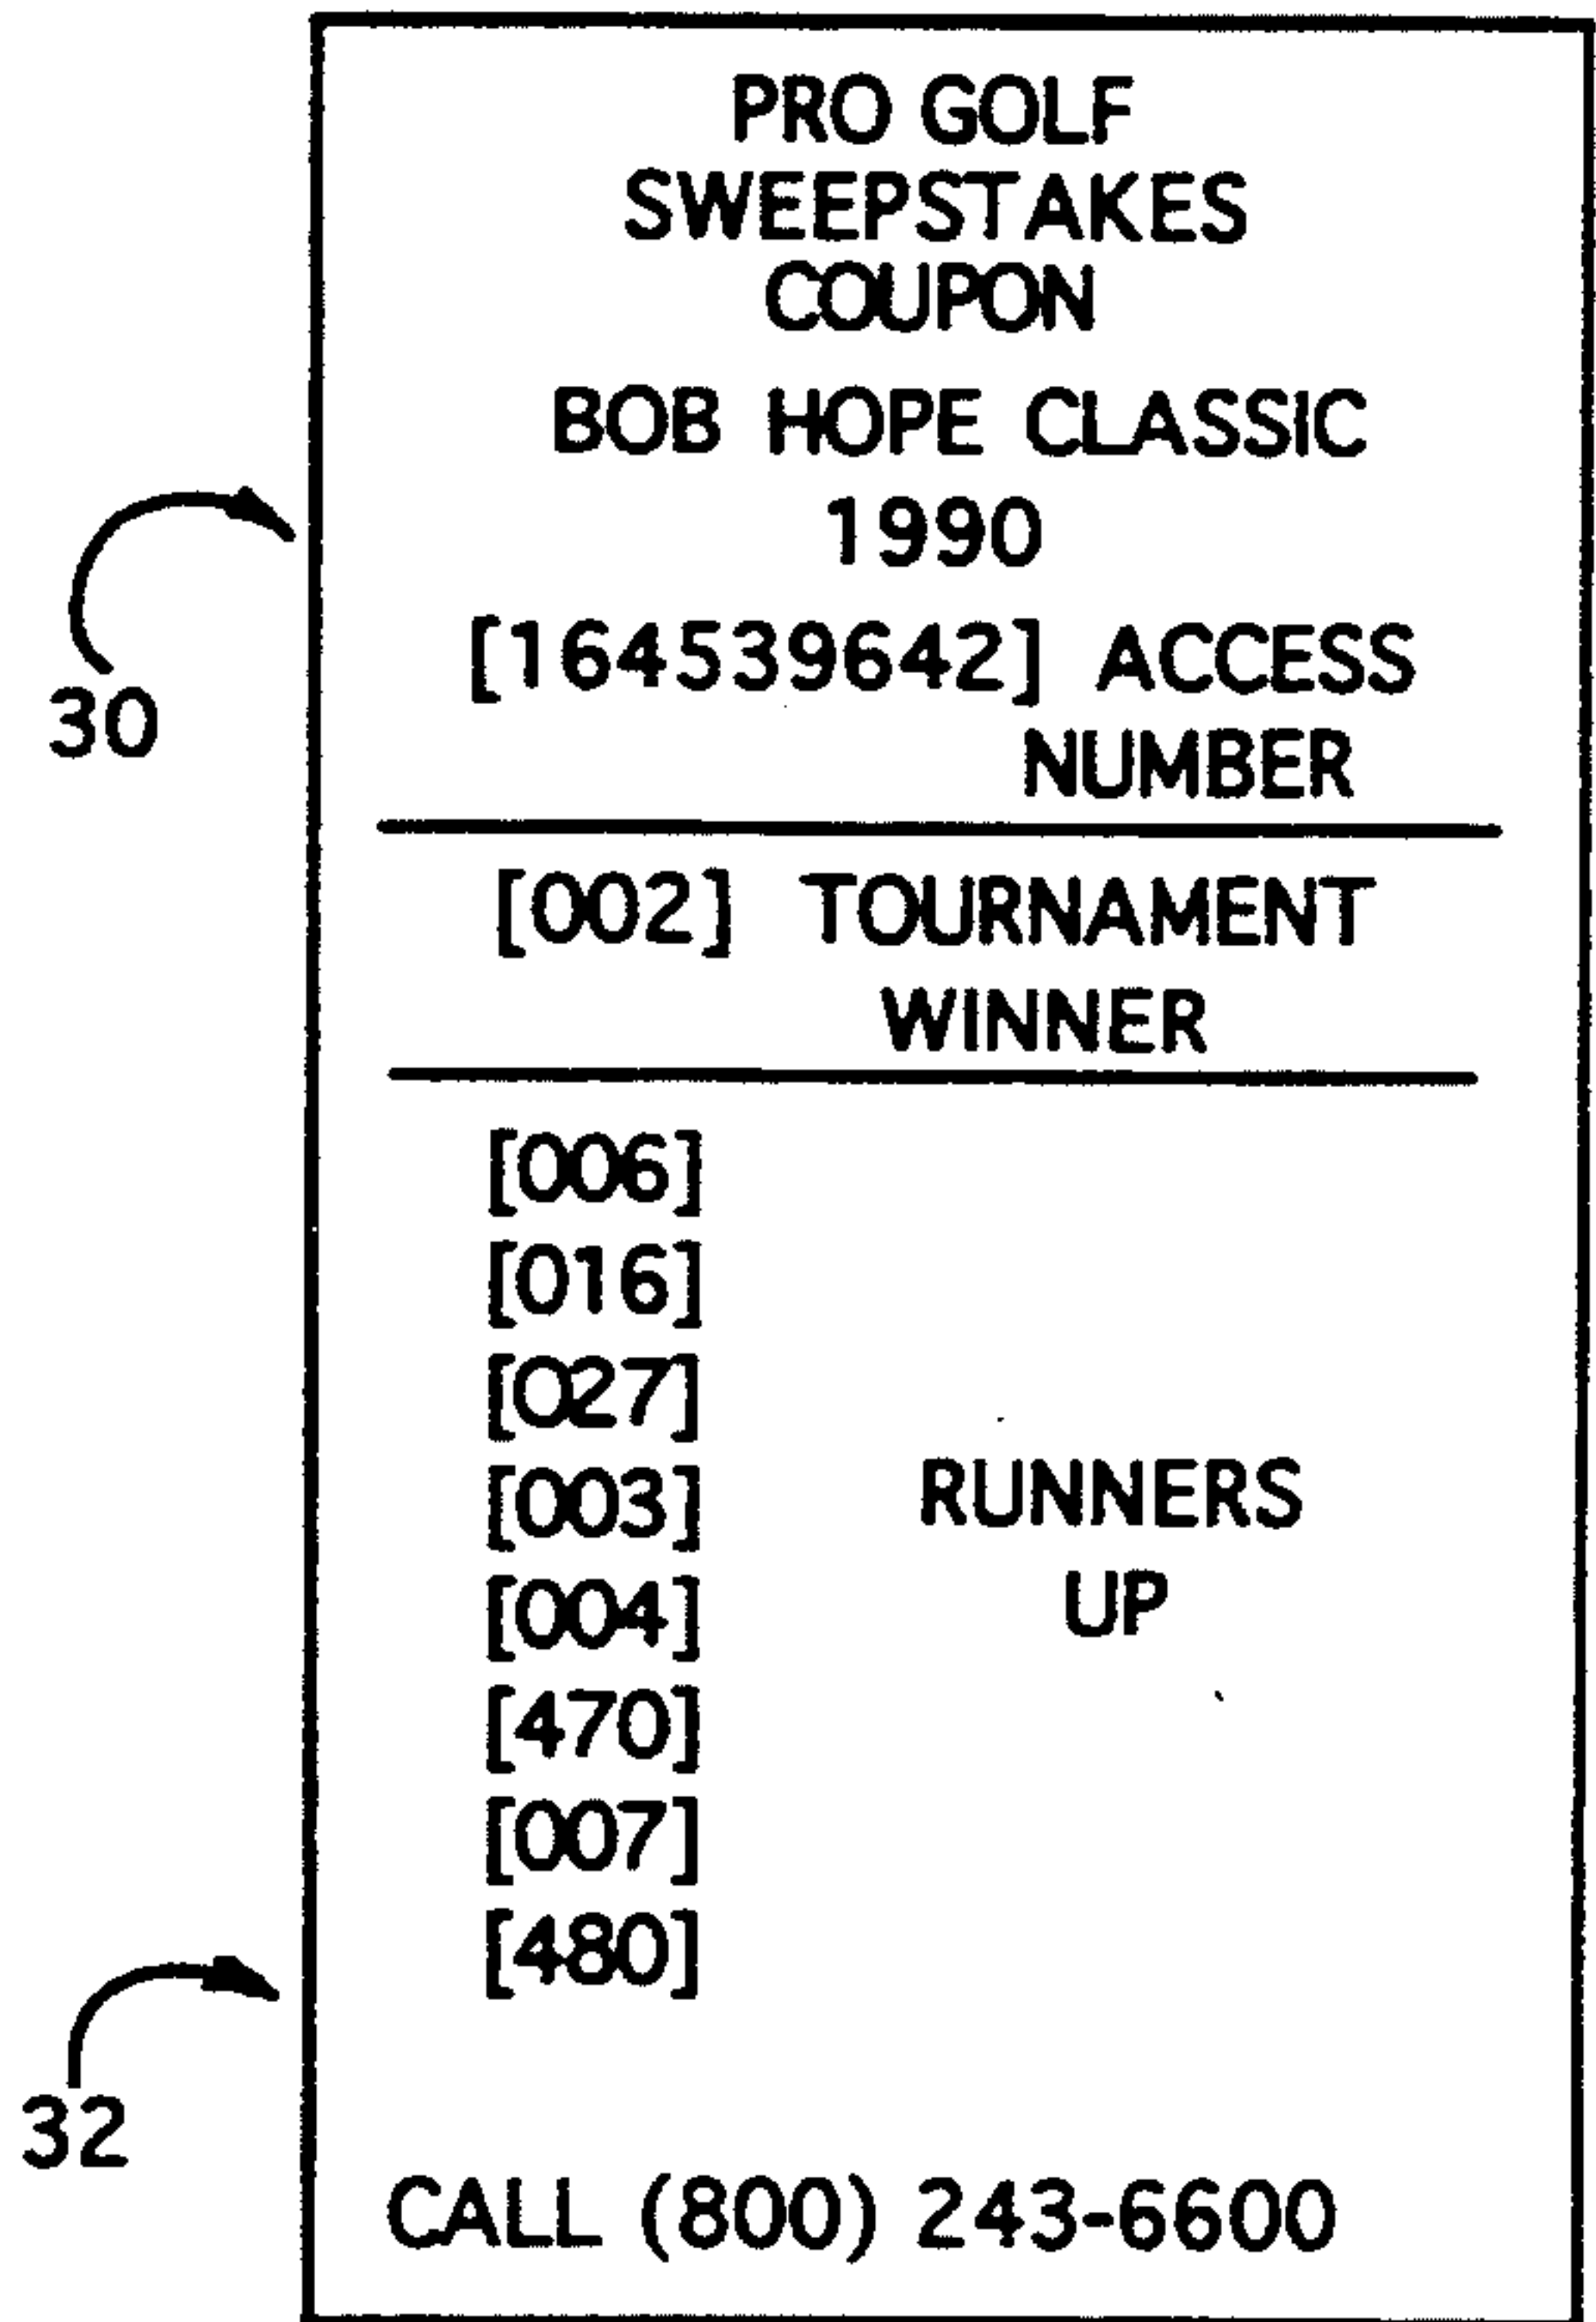 PRO GOLF
SWEEPSTAKES
COUPON
BOB HOPE CLASSIC
1990
[164539642] ACCESS
NUMBER
30
[002] TOURNAMENT
WINNER
[006]
[016]
[027]
[003] RUNNERS
[004] UP
[470]
[007]
[480]
32
CALL (800) 243-6600